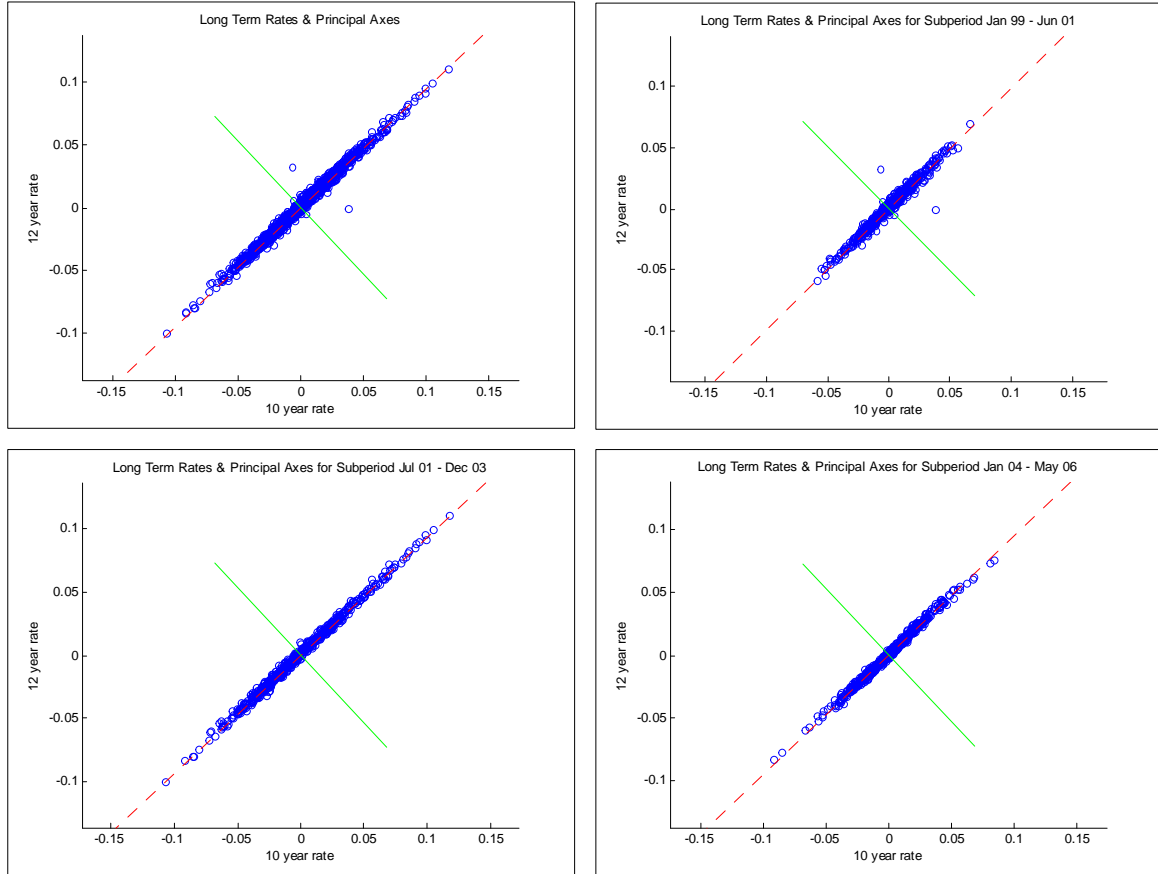 Long Term Rates & Principal Axes
0.1
0.05
0
-0.05
-0.1
12 year rate
-0.15 -0.1 -0.05 0 0.05 0.1 0.15
10 year rate
Long Term Rates & Principal Axes for Subperiod Jan 99 - Jun 01
0.1
0.05
0
-0.05
-0.1
12 year rate
-0.15 -0.1 -0.05 0 0.05 0.1 0.15
10 year rate
Long Term Rates & Principal Axes for Subperiod Jul 01 - Dec 03
0.1
0.05
0
-0.05
-0.1
12 year rate
-0.15 -0.1 -0.05 0 0.05 0.1 0.15
10 year rate
Long Term Rates & Principal Axes for Subperiod Jan 04 - May 06
0.1
0.05
0
-0.05
-0.1
12 year rate
-0.15 -0.1 -0.05 0 0.05 0.1 0.15
10 year rate